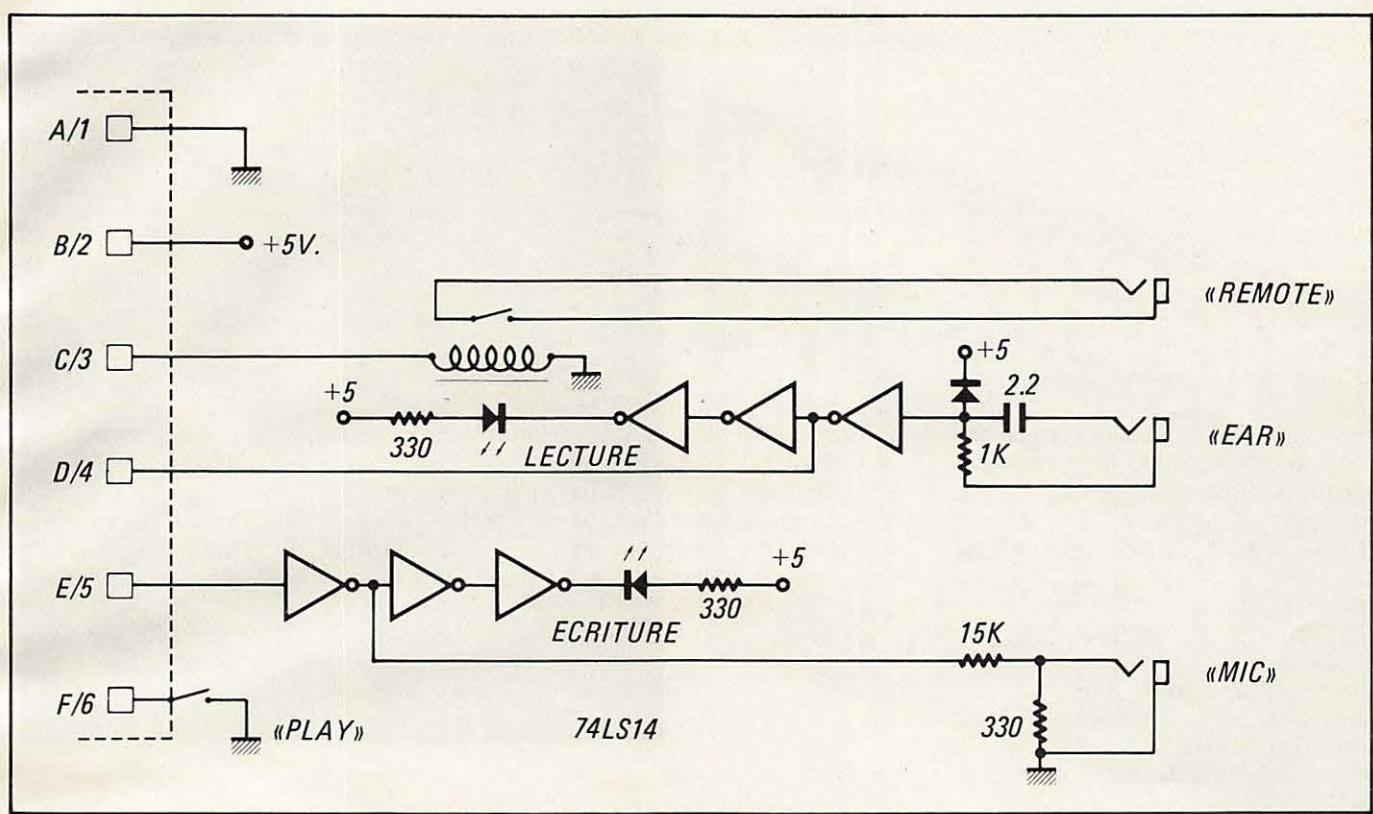 A/1
B/2
+5V.
«REMOTE»
C/3
+5
+5
2.2
330
LECTURE
1K
«EAR»
D/4
E/5
+5
330
ECRITURE
15K
«MIC»
F/6
«PLAY»
74LS14
330